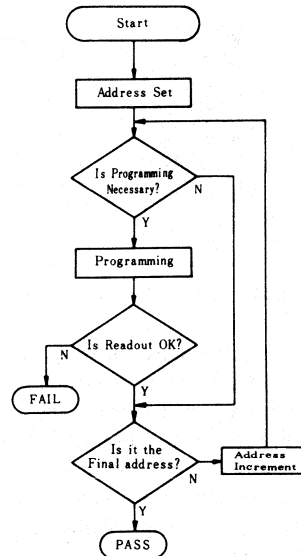 Start
Address Set
Is Programming
Necessary?
N
Y
Programming
Is Readout OK?
N
Y
FAIL
Is it the
Final address?
N
Address
Increment
Y
PASS